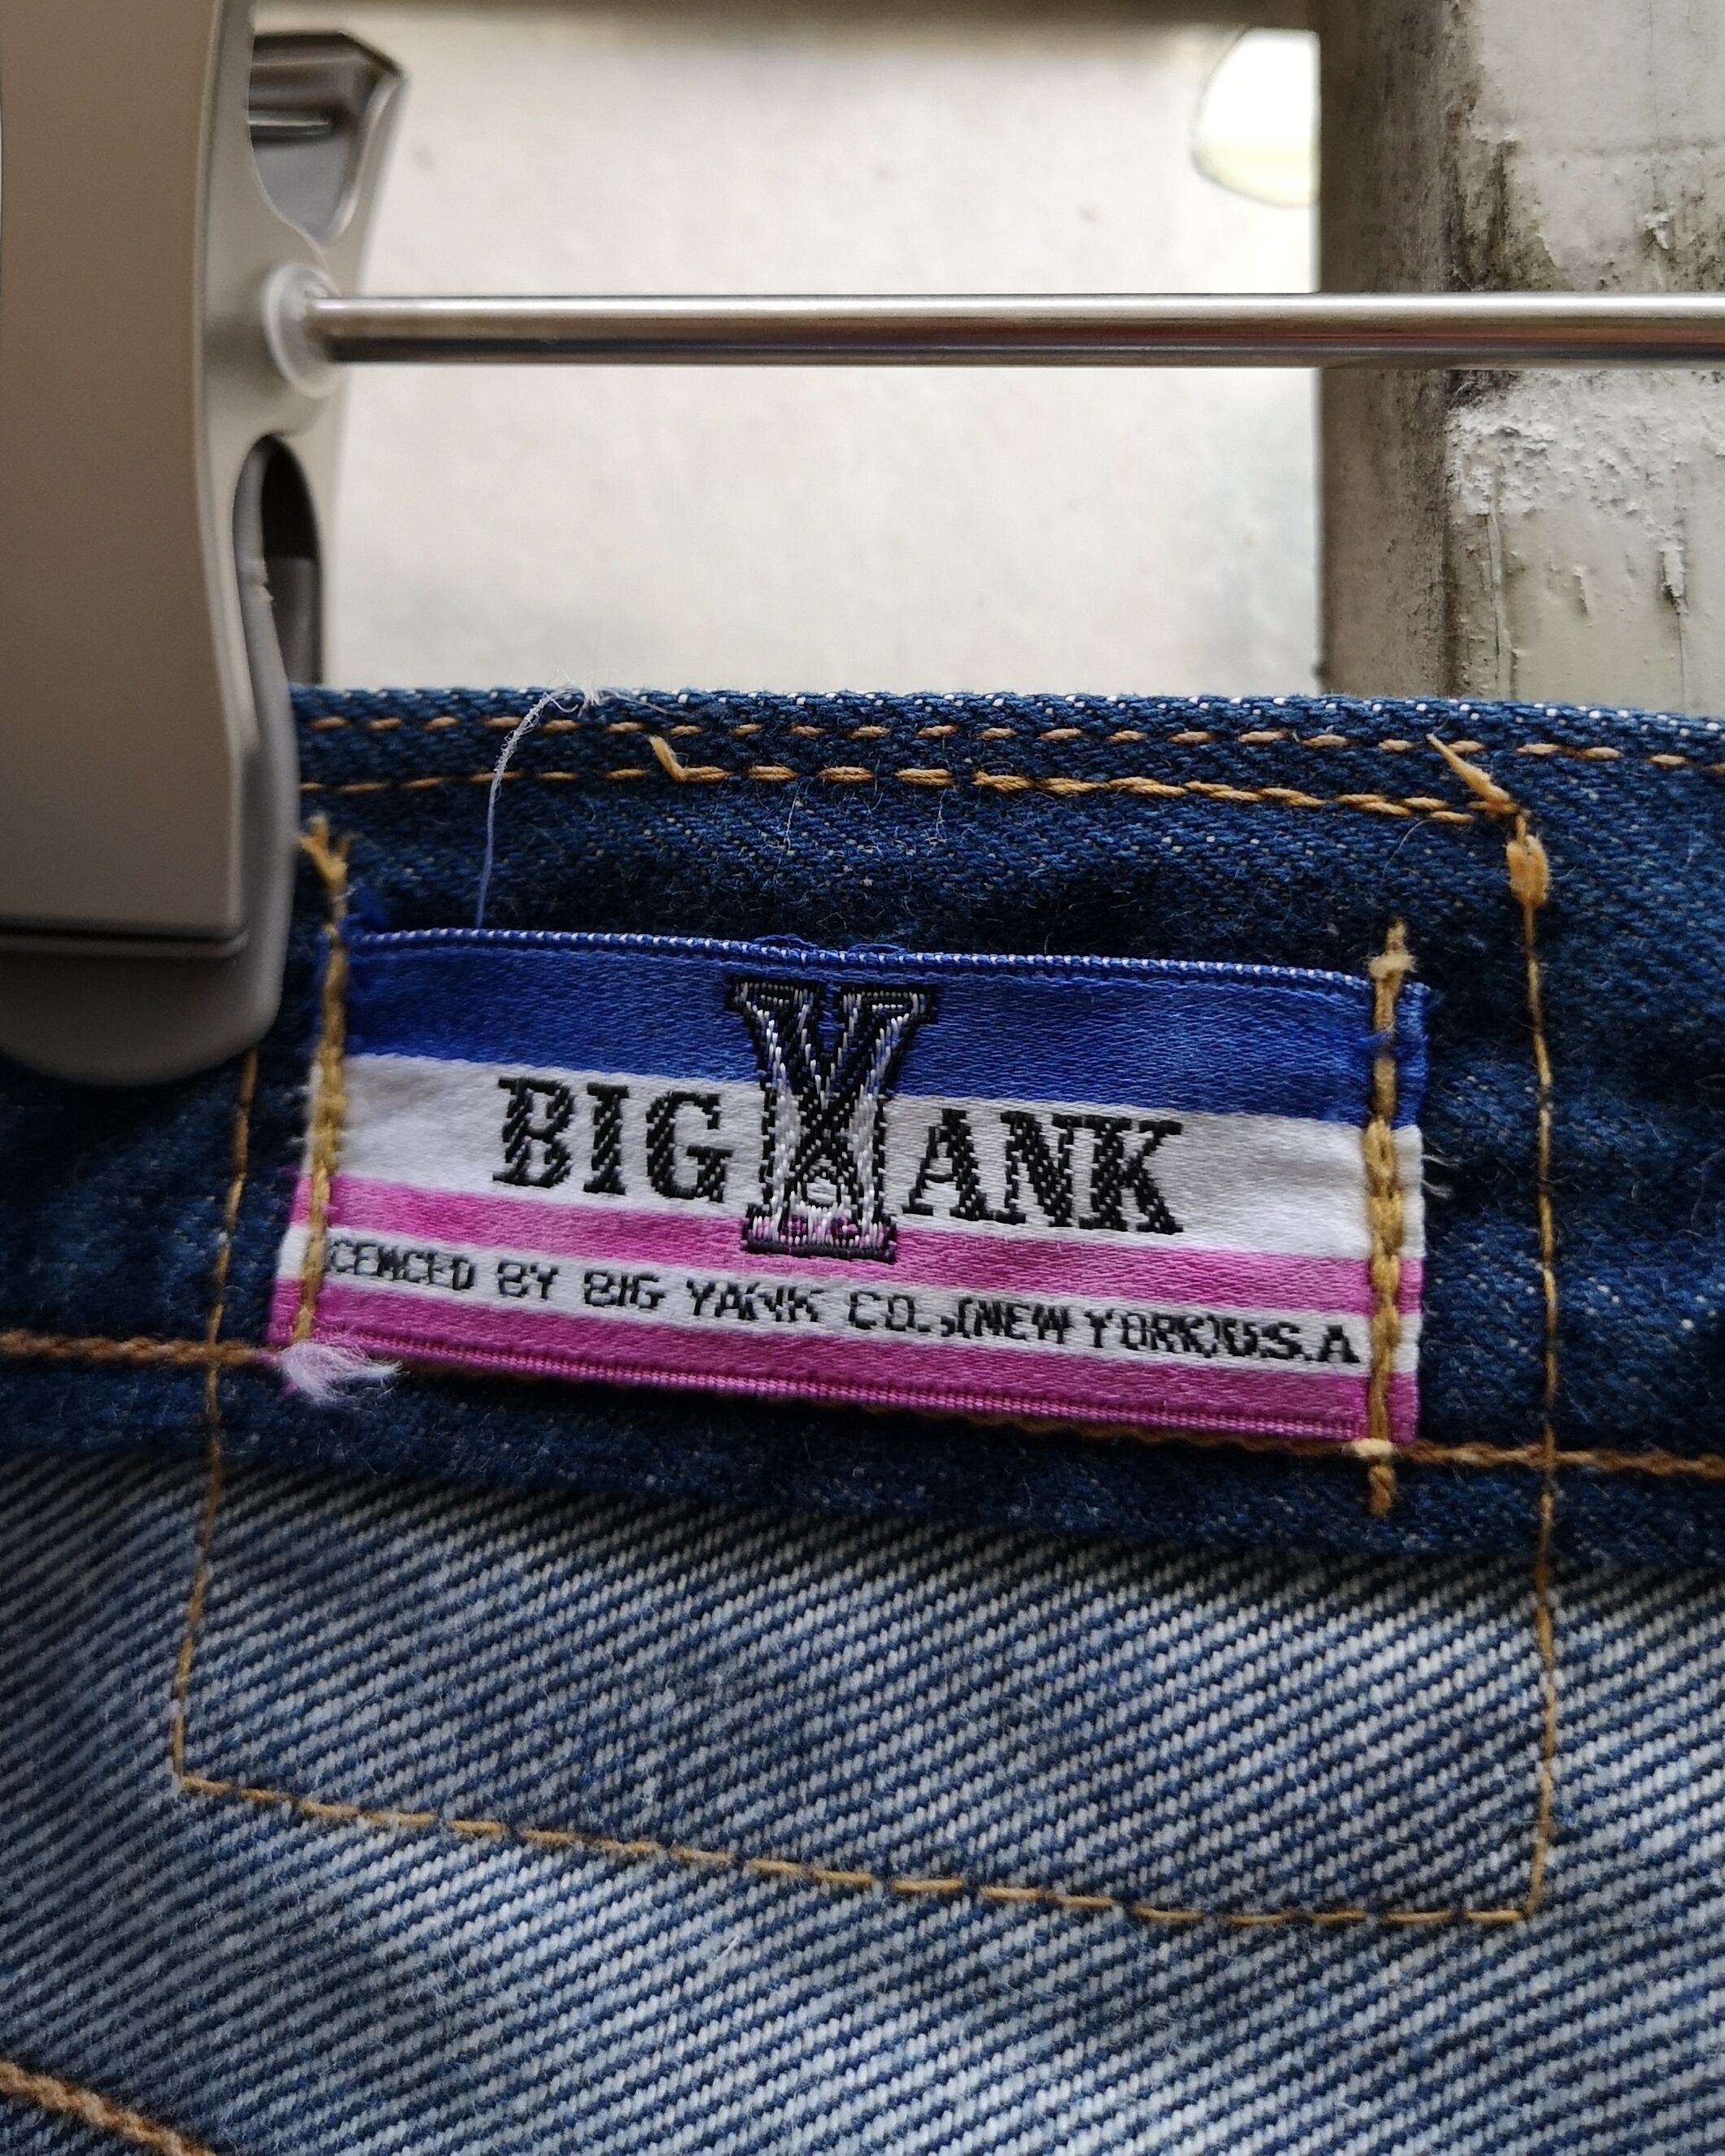 BIG YANK
CENCED BY BIG YANK CO.,(NEW YORK)U.S.A